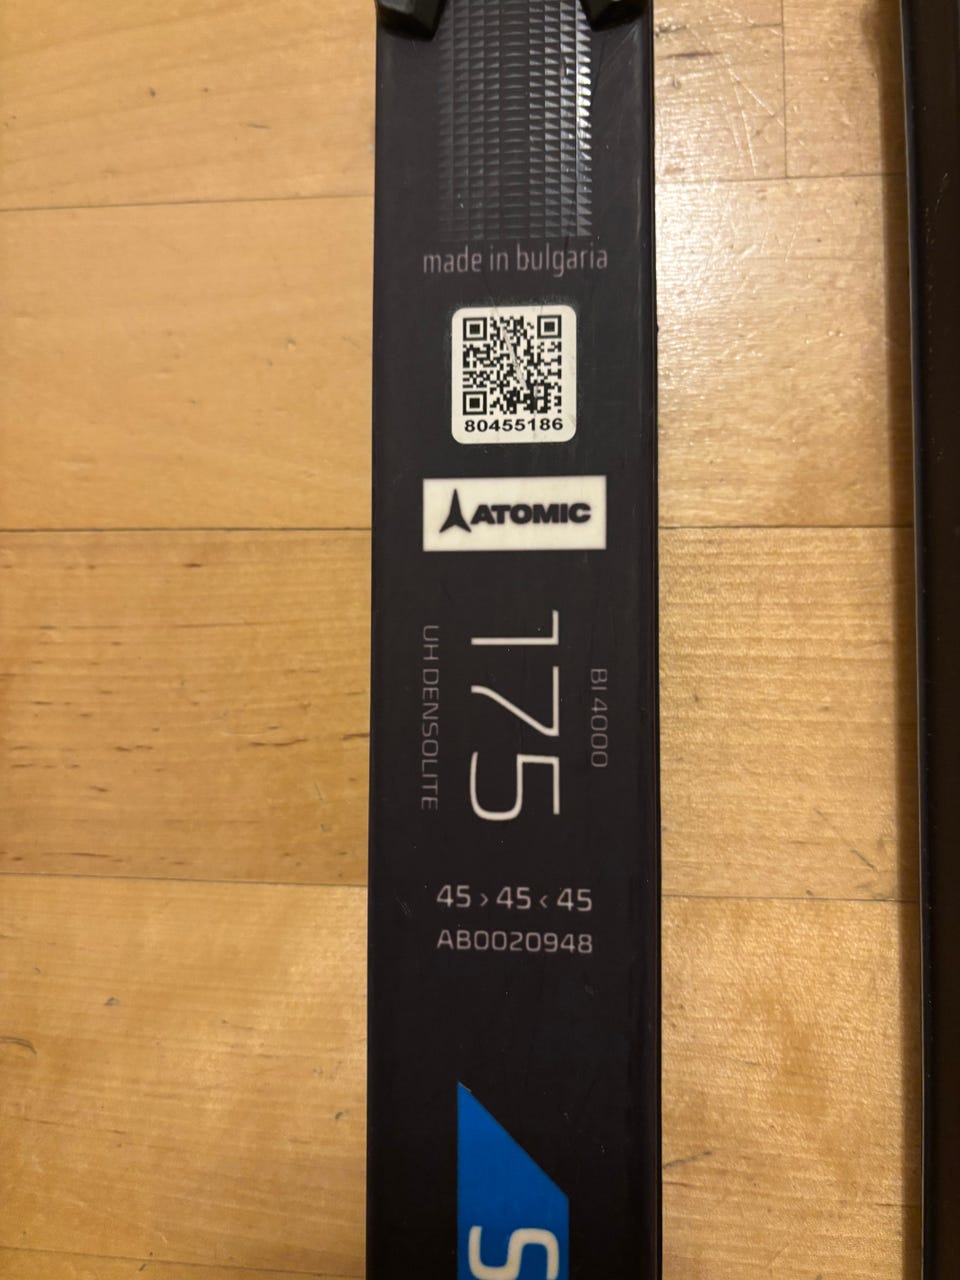 made in bulgaria
80455186
ATOMIC
BI 4000
175
UH DENSOLITE
45 > 45 < 45
AB0020948
S